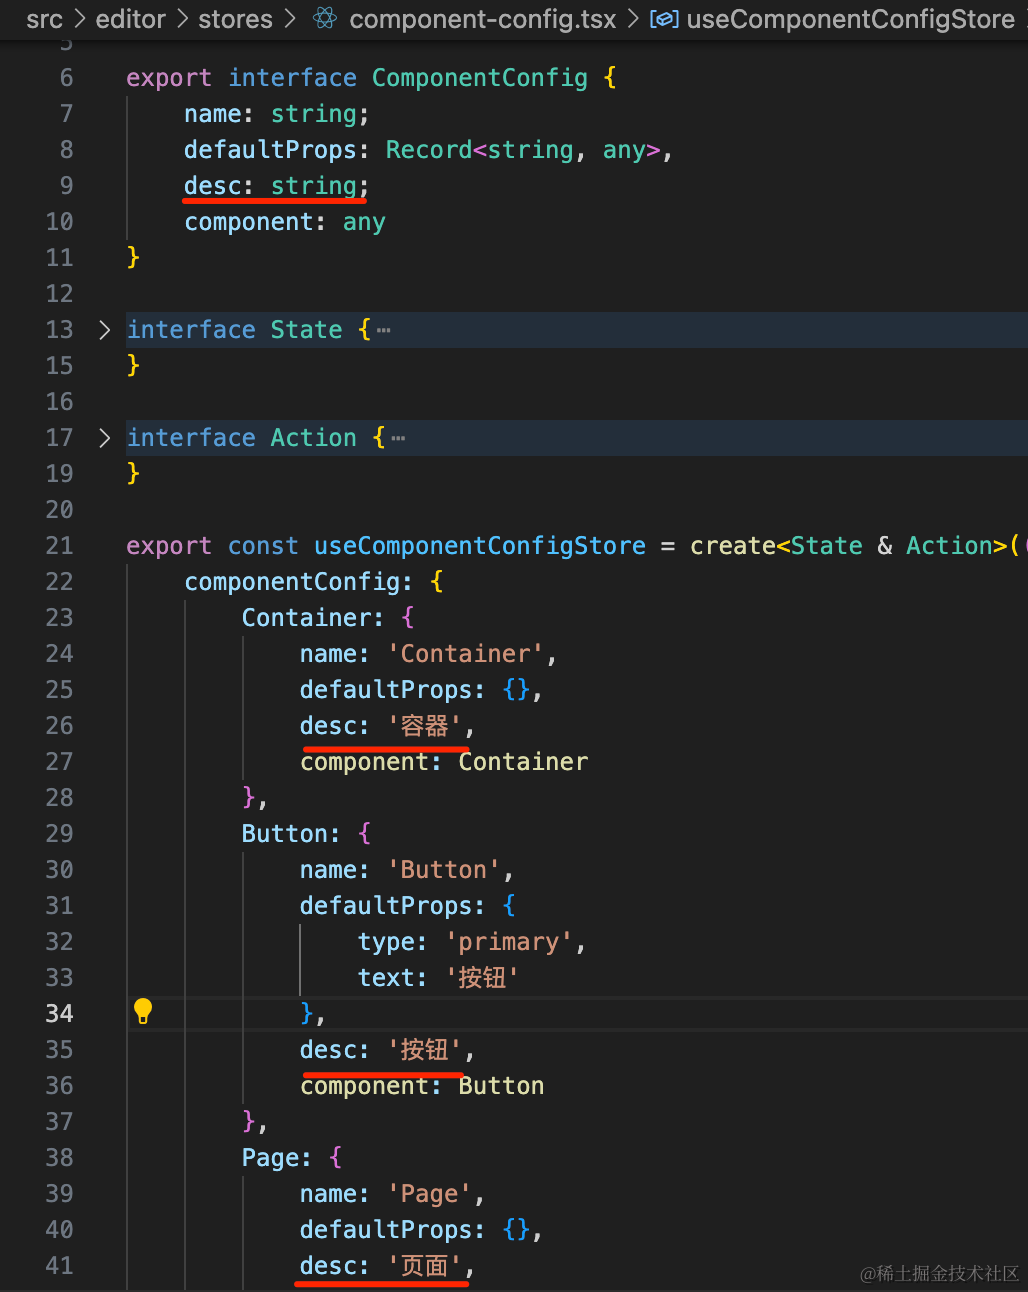 src > editor > stores > component-config.tsx > useComponentConfigStore
5
6 export interface ComponentConfig {
7 name: string;
8 defaultProps: Record<string, any>,
9 desc: string;
10 component: any
11 }
12
13 interface State { ⋯
15 }
16
17 interface Action { ⋯
19 }
20
21 export const useComponentConfigStore = create<State & Action>((
22 componentConfig: {
23 Container: {
24 name: 'Container',
25 defaultProps: {},
26 desc: '容器',
27 component: Container
28 },
29 Button: {
30 name: 'Button',
31 defaultProps: {
32 type: 'primary',
33 text: '按钮'
34 },
35 desc: '按钮',
36 component: Button
37 },
38 Page: {
39 name: 'Page',
40 defaultProps: {},
41 desc: '页面',
@稀土掘金技术社区